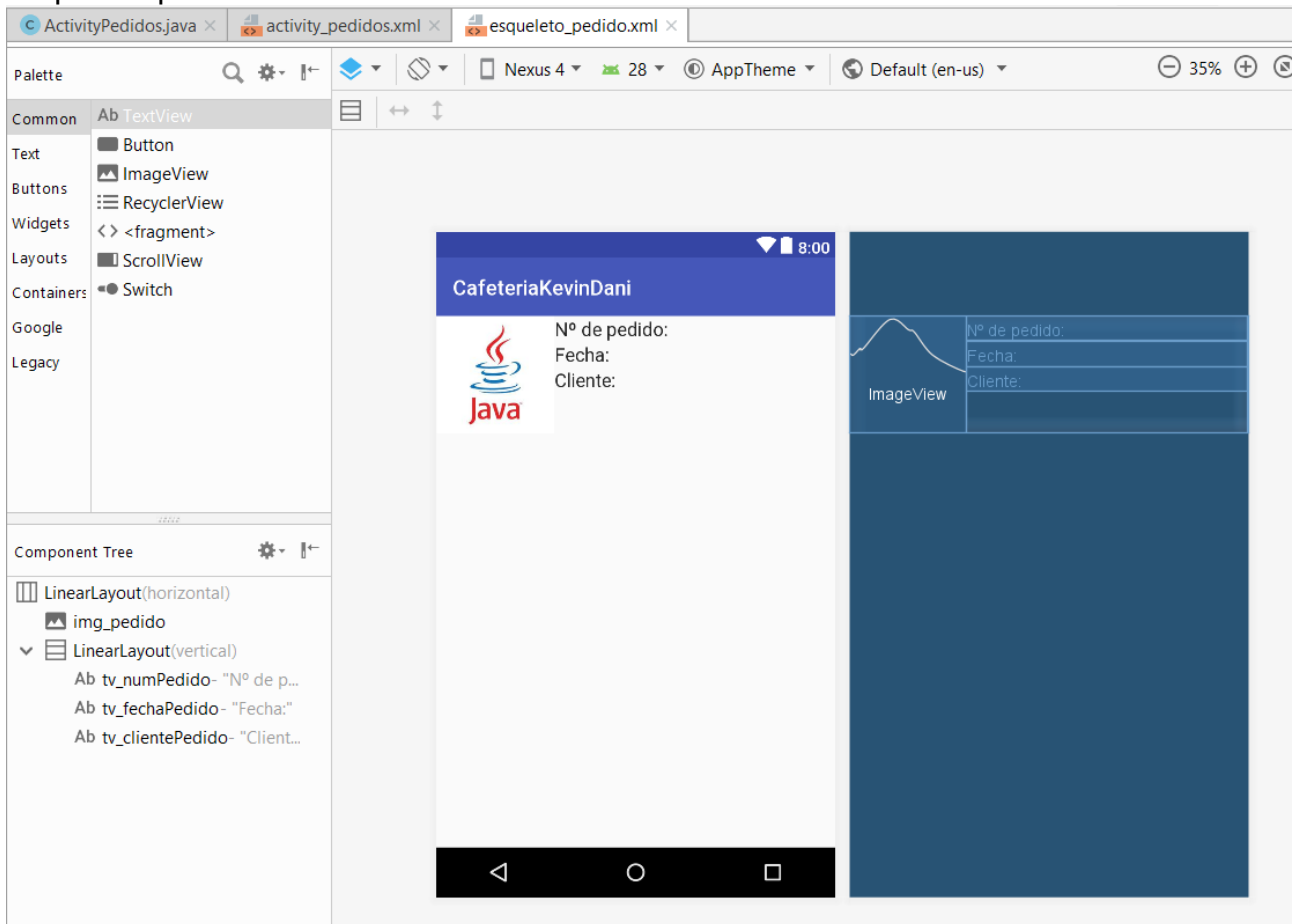 ActivityPedidos.java
activity_pedidos.xml
esqueleto_pedido.xml
Palette
Nexus 4
28
AppTheme
Default (en-us)
35%
Common
Text
Buttons
Widgets
Layouts
Containers
Google
Legacy
Ab TextView
Button
ImageView
RecyclerView
<fragment>
ScrollView
Switch
8:00
CafeteriaKevinDani
Java
Nº de pedido:
Fecha:
Cliente:
ImageView
Nº de pedido:
Fecha:
Cliente:
Component Tree
LinearLayout(horizontal)
img_pedido
LinearLayout(vertical)
Ab tv_numPedido- "Nº de p...
Ab tv_fechaPedido- "Fecha:"
Ab tv_clientePedido- "Client...